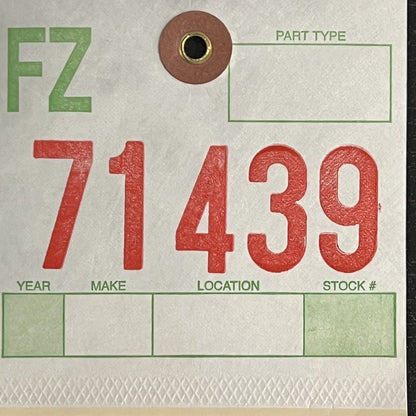 FZ
PART TYPE
71439
YEAR MAKE LOCATION STOCK #